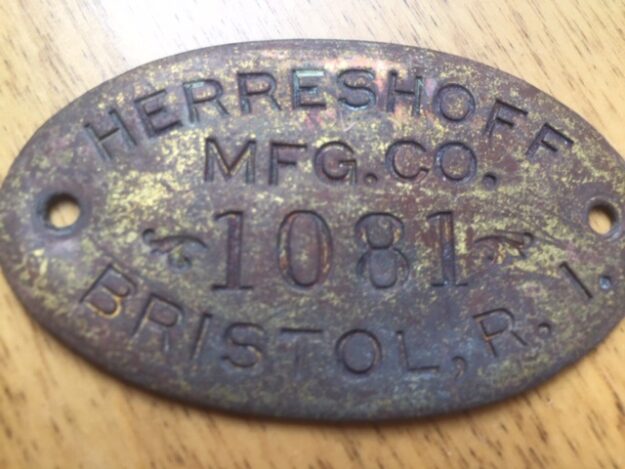 HERRESHOFF
MFG. CO.
1081
BRISTOL, R. I.